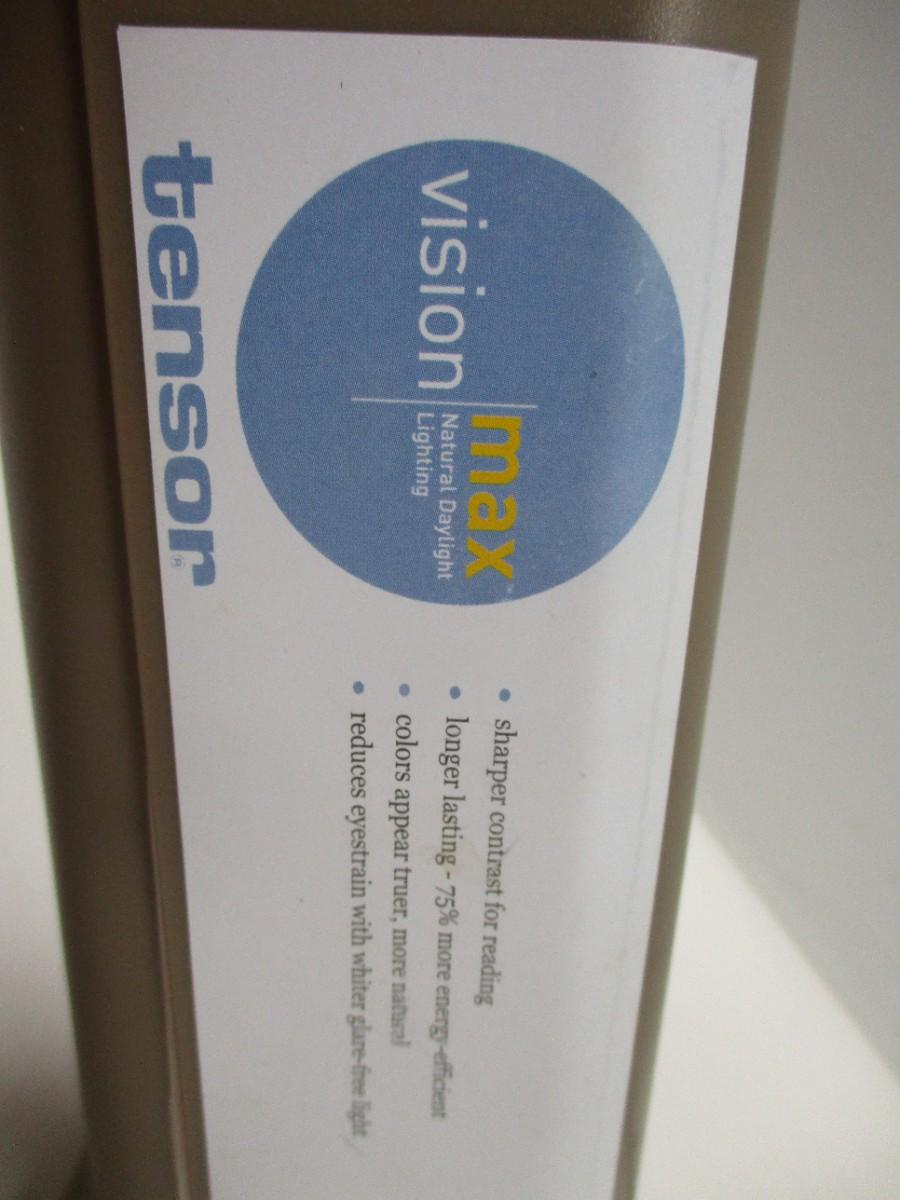 vision
max™
Natural Daylight
Lighting
tensor®
• sharper contrast for reading
• longer lasting - 75% more energy-efficient
• colors appear truer, more natural
• reduces eyestrain with whiter glare-free light